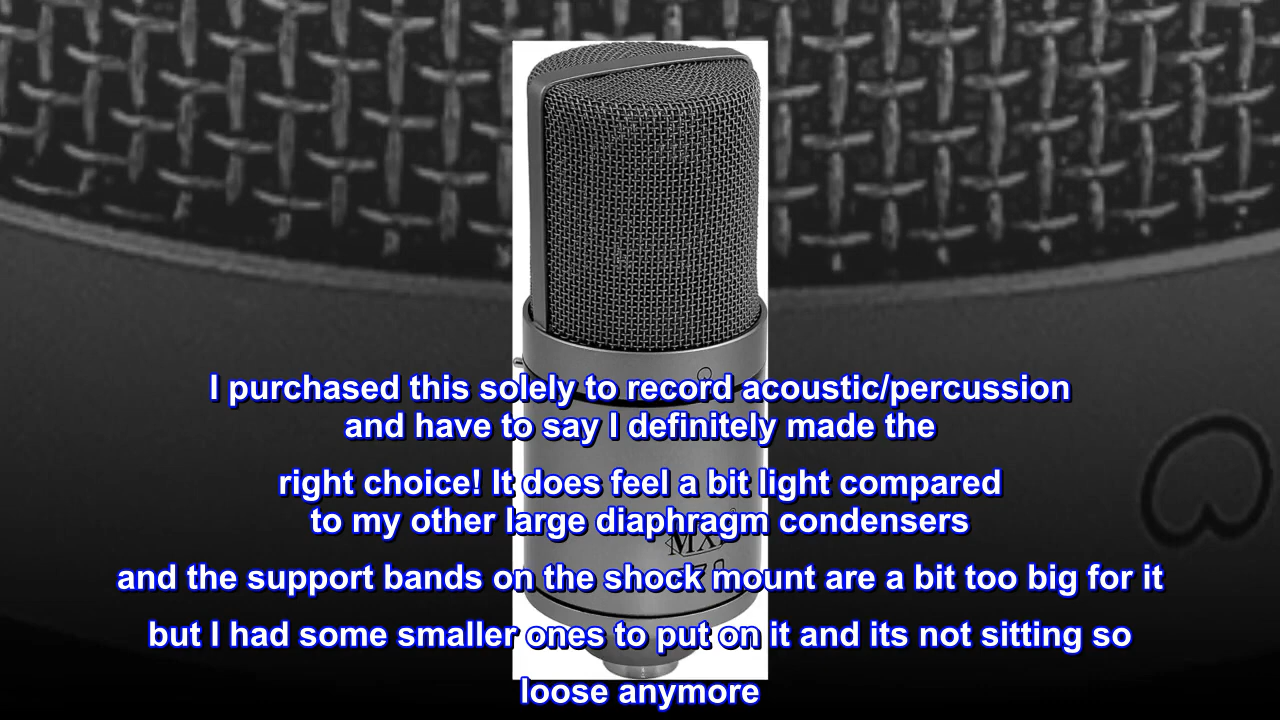 I purchased this solely to record acoustic/percussion
and have to say I definitely made the
right choice! It does feel a bit light compared
to my other large diaphragm condensers
MXL
and the support bands on the shock mount are a bit too big for it
but I had some smaller ones to put on it and its not sitting so
loose anymore